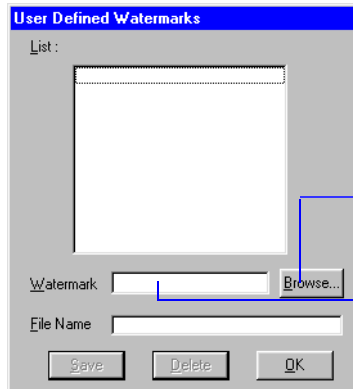 User Defined Watermarks
List :
Watermark Browse...
File Name
Save Delete OK